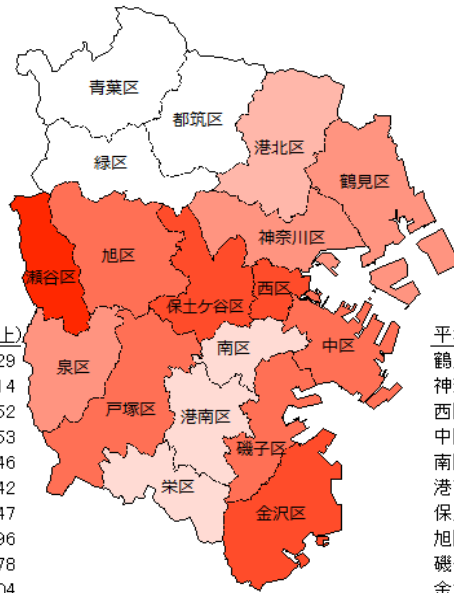 青葉区
都筑区
港北区
緑区
鶴見区
神奈川区
旭区
瀬谷区
西区
保土ケ谷区
南区
中区
泉区
戸塚区
港南区
磯子区
栄区
金沢区
上)
29
14
52
53
46
42
47
96
78
04
平
鶴
神
西
中
南
港
保
旭
磯
金